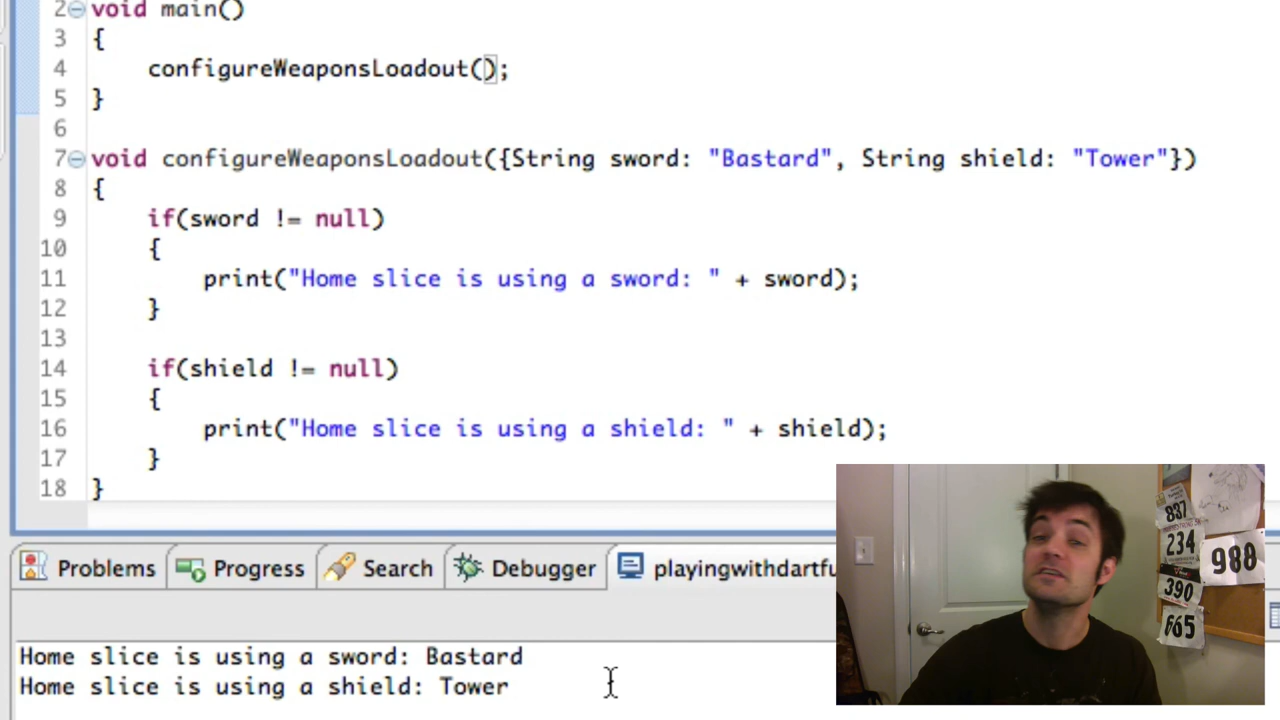 2 void main()
3 {
4 configureWeaponsLoadout();
5 }
6
7 void configureWeaponsLoadout({String sword: "Bastard", String shield: "Tower"})
8 {
9 if(sword != null)
10 {
11 print("Home slice is using a sword: " + sword);
12 }
13
14 if(shield != null)
15 {
16 print("Home slice is using a shield: " + shield);
17 }
18 }
Problems Progress Search Debugger playingwithdartfu
Home slice is using a sword: Bastard
Home slice is using a shield: Tower
837
234
988
390
665